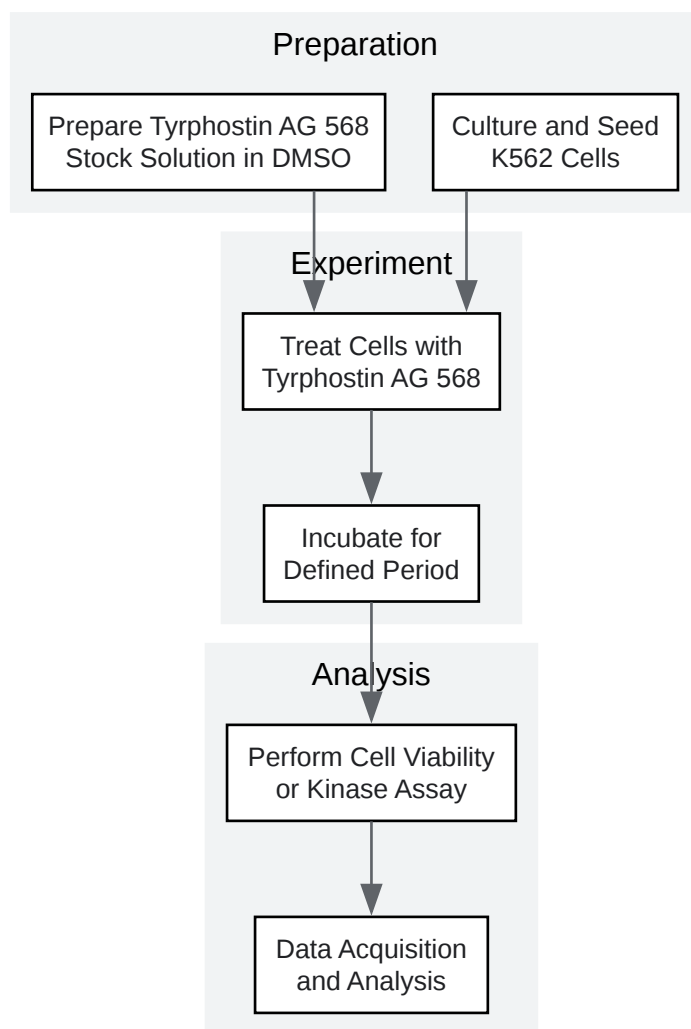 Preparation
Prepare Tyrphostin AG 568
Stock Solution in DMSO
Culture and Seed
K562 Cells
Experiment
Treat Cells with
Tyrphostin AG 568
Incubate for
Defined Period
Analysis
Perform Cell Viability
or Kinase Assay
Data Acquisition
and Analysis